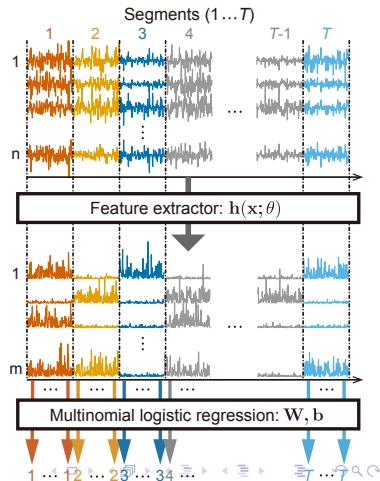 Segments (1…T)
1 2 3 4 T-1 T
1
…
n
Feature extractor: h(x; θ)
1
…
m
… … … … …
Multinomial logistic regression: W, b
1 … 1 2 … 2 3 … 3 4 … T … T